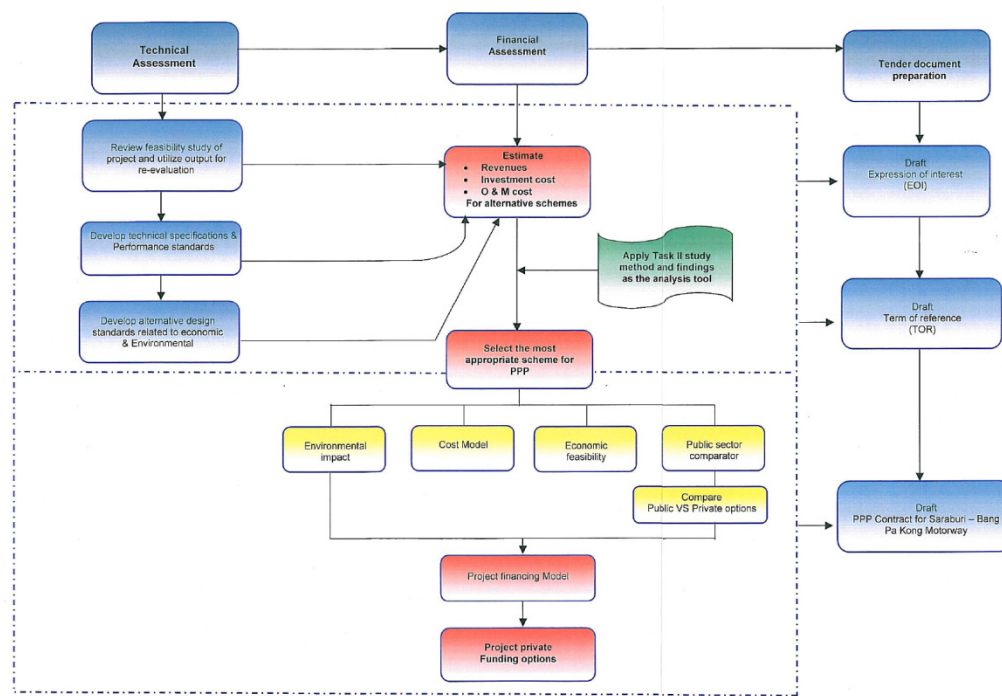 Technical
Assessment
Financial
Assessment
Tender document
preparation
Review feasibility study of
project and utilize output for
re-evaluation
Estimate
• Revenues
• Investment cost
• O & M cost
For alternative schemes
Draft
Expression of interest
(EOI)
Develop technical specifications &
Performance standards
Apply Task II study
method and findings
as the analysis tool
Develop alternative design
standards related to economic
& Environmental
Draft
Term of reference
(TOR)
Select the most
appropriate scheme for
PPP
Environmental
impact
Cost Model
Economic
feasibility
Public sector
comparator
Compare
Public VS Private options
Draft
PPP Contract for Saraburi – Bang
Pa Kong Motorway
Project financing Model
Project private
Funding options